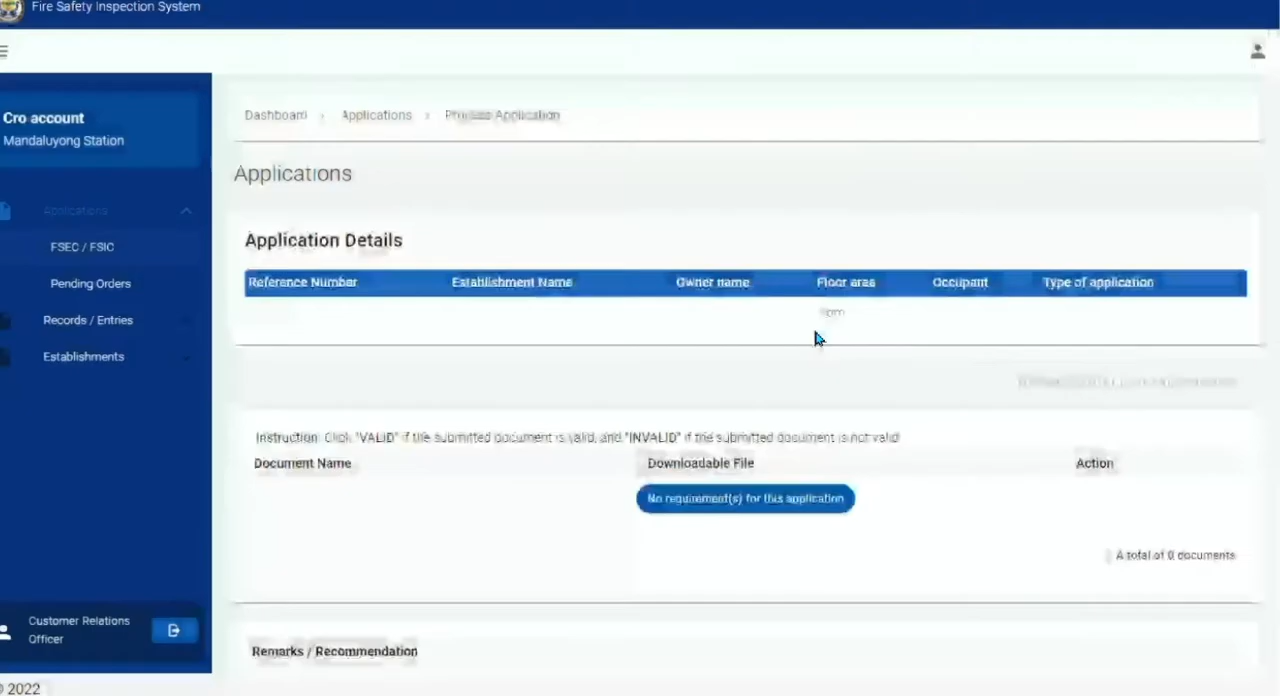 Fire Safety Inspection System
Cro account
Mandaluyong Station
Applications
FSEC / FSIC
Pending Orders
Records / Entries
Establishments
Customer Relations
Officer
© 2022
Dashboard › Applications › Process Application
Applications
Application Details
Reference Number Establishment Name Owner name Floor area Occupant Type of application
Instruction: Click "VALID" if the submitted document is valid, and "INVALID" if the submitted document is not valid
Document Name Downloadable File Action
No requirement(s) for this application
A total of 0 documents
Remarks / Recommendation